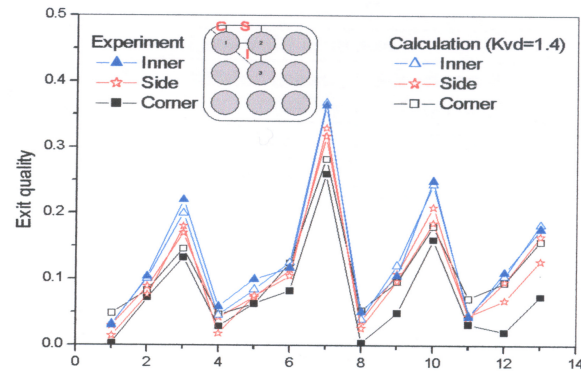 0.5
Experiment
Inner
Side
Corner
C S
1 2
I
3
Calculation (Kvd=1.4)
Inner
Side
Corner
0.4
0.3
0.2
0.1
0.0
Exit quality
0 2 4 6 8 10 12 14